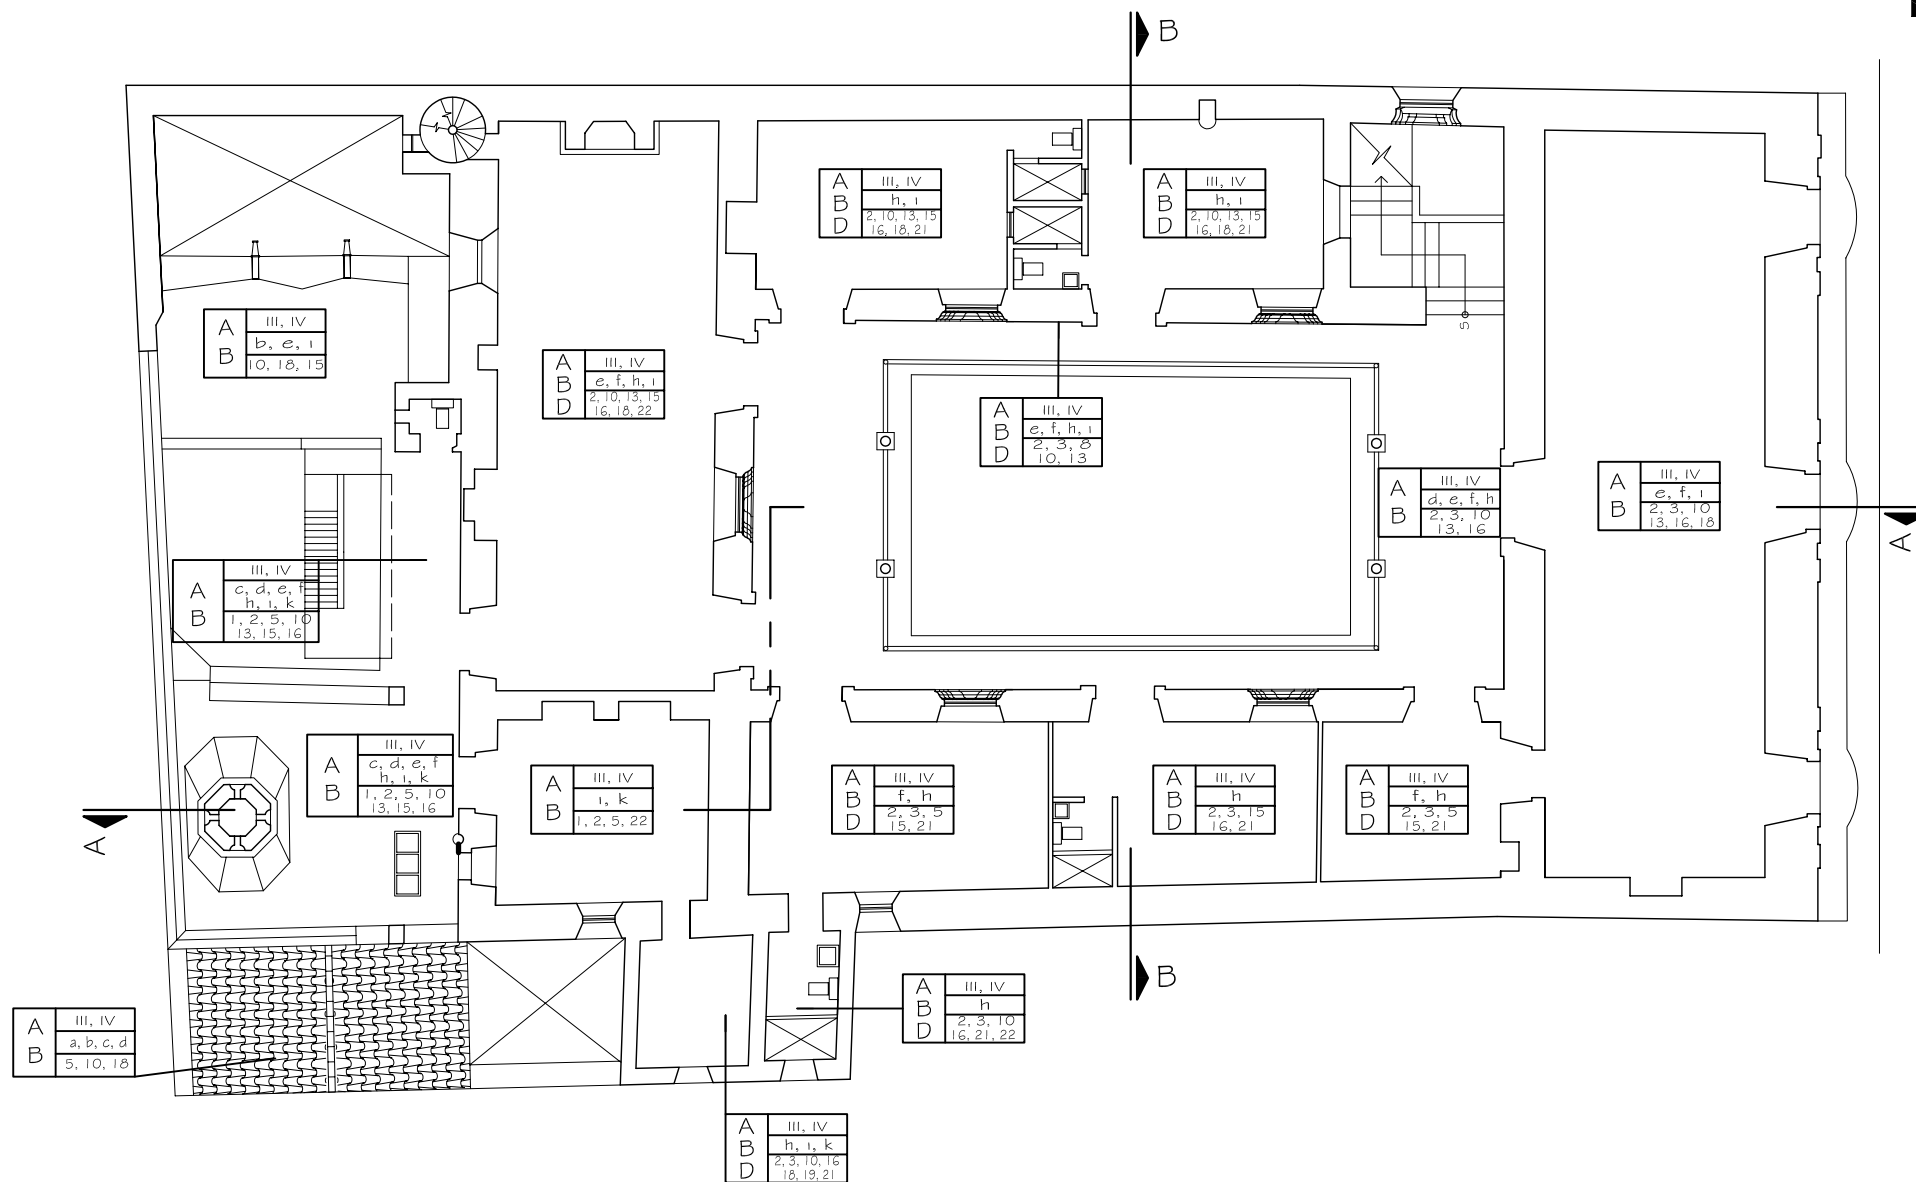 B
A
B
D
III, IV
h, i
2, 10, 13, 15
16, 18, 21
A
B
D
III, IV
h, i
2, 10, 13, 15
16, 18, 21
A
B
III, IV
b, e, i
10, 18, 15
S
A
B
D
III, IV
e, f, h, i
2, 10, 13, 15
16, 18, 22
A
B
D
III, IV
e, f, h, i
2, 3, 8
10, 13
A
B
III, IV
d, e, f, h
2, 3, 10
13, 16
A
B
III, IV
e, f, i
2, 3, 10
13, 16, 18
A
A
B
III, IV
c, d, e, f
h, i, k
1, 2, 5, 10
13, 15, 16
A
B
III, IV
c, d, e, f
h, i, k
1, 2, 5, 10
13, 15, 16
A
B
III, IV
i, k
1, 2, 5, 22
A
B
D
III, IV
f, h
2, 3, 5
15, 21
A
B
D
III, IV
h
2, 3, 15
16, 21
A
B
D
III, IV
f, h
2, 3, 5
15, 21
A
B
A
B
D
III, IV
h
2, 3, 10
16, 21, 22
A
B
III, IV
a, b, c, d
5, 10, 18
A
B
D
III, IV
h, i, k
2, 3, 10, 16
18, 19, 21